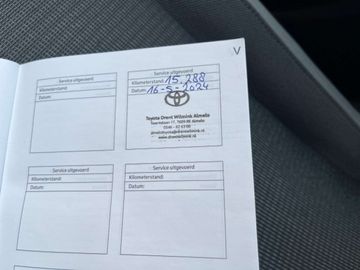 V
Service uitgevoerd
Kilometerstand:
Datum:
Service uitgevoerd
Kilometerstand: 15.288
Datum: 16-5-2024
Toyota Drent Wilmink Almelo
Service uitgevoerd
Kilometerstand:
Datum:
Service uitgevoerd
Kilometerstand:
Datum: